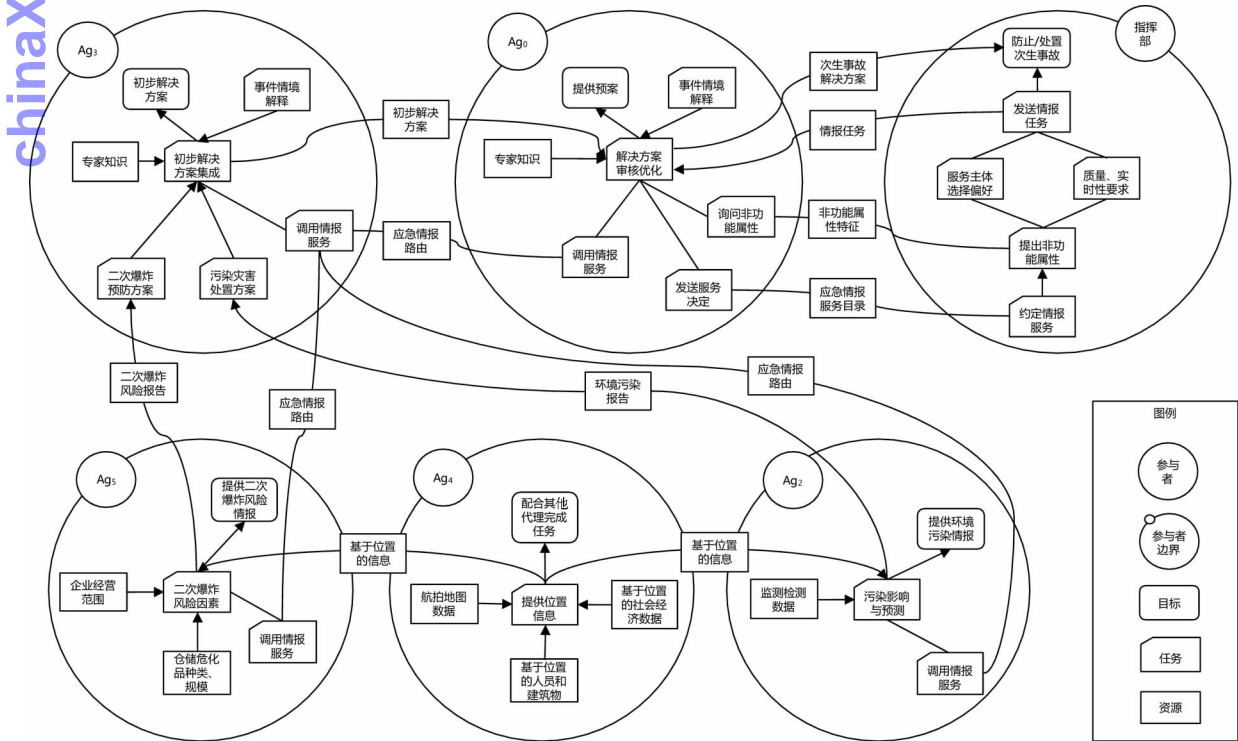 chinaX
Ag₃
初步解决
方案
事件情境
解释
专家知识
初步解决
方案集成
调用情报
服务
二次爆炸
预防方案
污染灾害
处置方案
初步解决
方案
应急情报
路由
Ag₀
提供预案
事件情境
解释
专家知识
解决方案
审核优化
询问非功
能属性
调用情报
服务
发送服务
决定
次生事故
解决方案
情报任务
非功能属
性特征
应急情报
服务目录
指挥
部
防止/处置
次生事故
发送情报
任务
服务主体
选择偏好
质量、实
时性要求
提出非功
能属性
约定情报
服务
二次爆炸
风险报告
应急情报
路由
环境污染
报告
应急情报
路由
Ag₅
提供二次
爆炸风险
情报
企业经营
范围
二次爆炸
风险因素
仓储危化
品种类、
规模
调用情报
服务
基于位置
的信息
Ag₄
配合其他
代理完成
任务
航拍地图
数据
提供位置
信息
基于位置
的社会经
济数据
基于位置
的人员和
建筑物
基于位置
的信息
Ag₂
提供环境
污染情报
监测检测
数据
污染影响
与预测
调用情报
服务
图例
参与
者
参与者
边界
目标
任务
资源